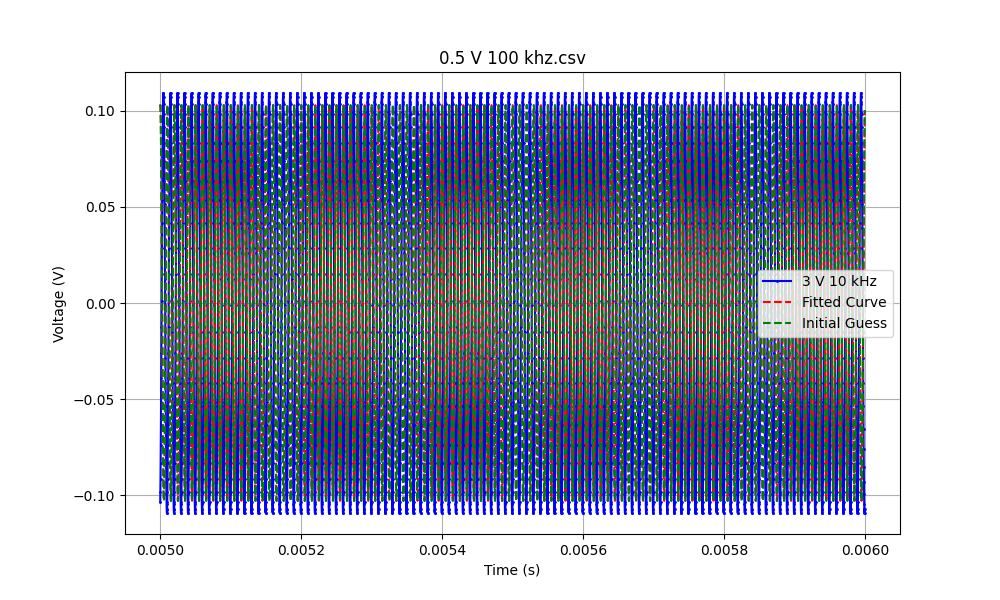 0.5 V 100 khz.csv
Voltage (V)
0.10
0.05
0.00
−0.05
−0.10
3 V 10 kHz
Fitted Curve
Initial Guess
0.0050
0.0052
0.0054
0.0056
0.0058
0.0060
Time (s)